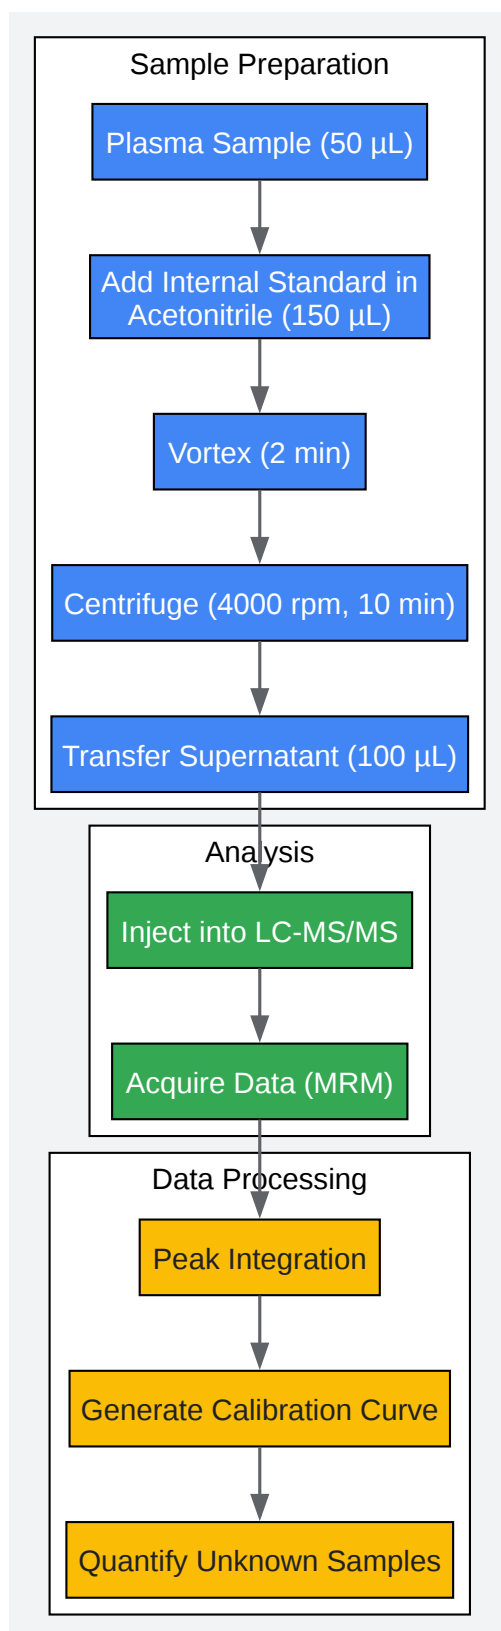 Sample Preparation
Plasma Sample (50 µL)
Add Internal Standard in
Acetonitrile (150 µL)
Vortex (2 min)
Centrifuge (4000 rpm, 10 min)
Transfer Supernatant (100 µL)
Analysis
Inject into LC-MS/MS
Acquire Data (MRM)
Data Processing
Peak Integration
Generate Calibration Curve
Quantify Unknown Samples